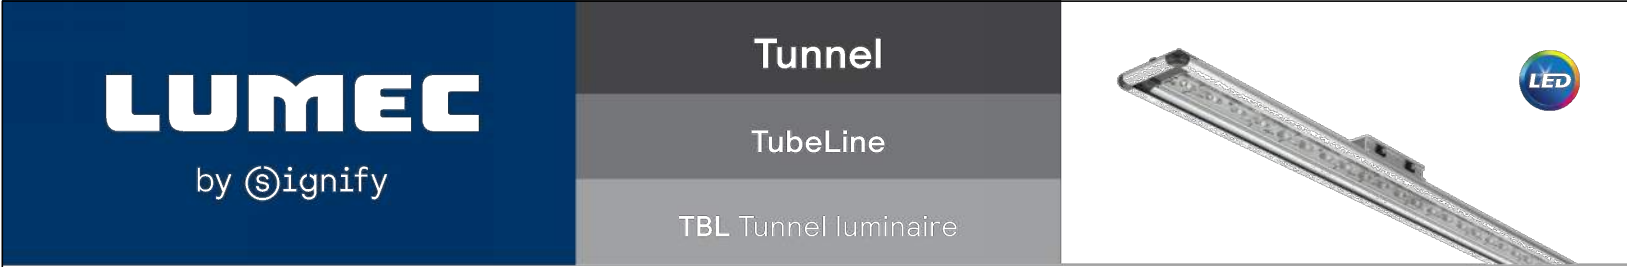 LUMEC
by Signify
Tunnel
TubeLine
TBL Tunnel luminaire
LED